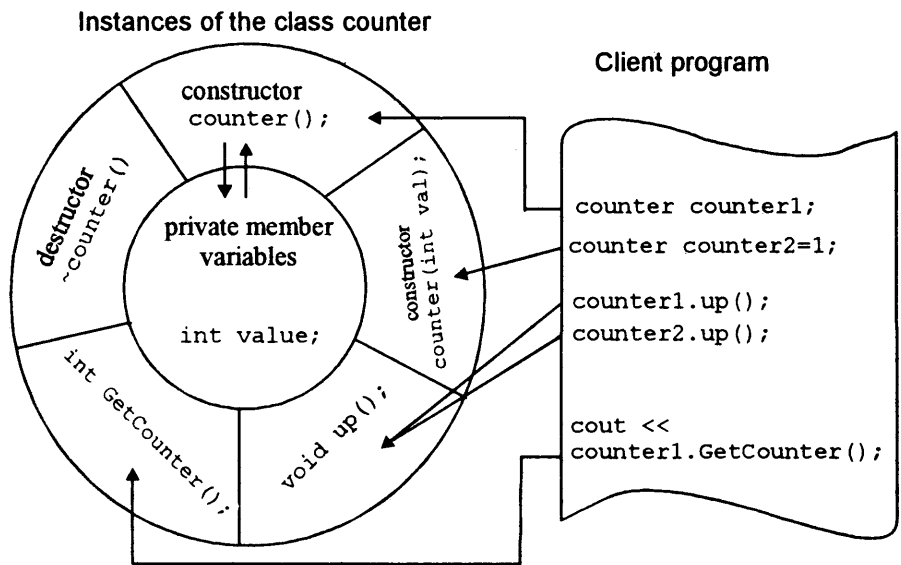 Instances of the class counter
Client program
constructor
counter();
destructor
~counter()
private member
variables
int value;
constructor
counter(int val);
int GetCounter();
void up();
counter counter1;
counter counter2=1;
counter1.up();
counter2.up();
cout <<
counter1.GetCounter();